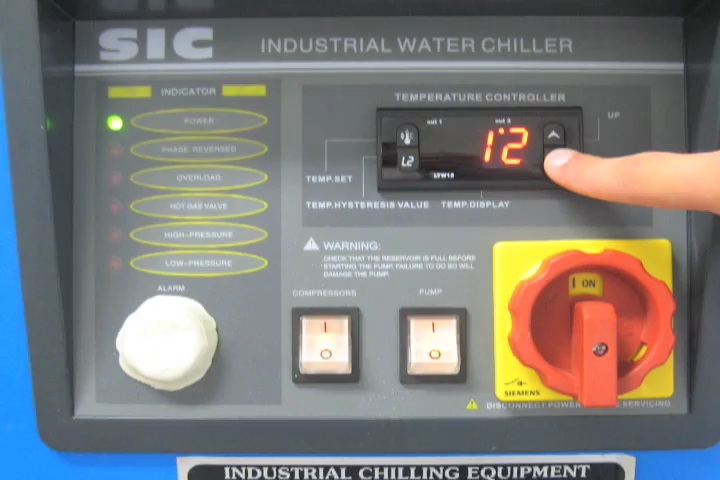 SIC INDUSTRIAL WATER CHILLER
INDICATOR
POWER
PHASE REVERSED
OVERLOAD
HOT GAS VALVE
HIGH-PRESSURE
LOW-PRESSURE
ALARM
TEMPERATURE CONTROLLER
UP
out 1 out 2
12
L2
LTW12
TEMP.SET
TEMP.HYSTERESIS VALUE TEMP.DISPLAY
WARNING:
CHECK THAT THE RESERVOIR IS FULL BEFORE
STARTING THE PUMP. FAILURE TO DO SO WILL
DAMAGE THE PUMP.
COMPRESSORS
PUMP
I
O
I
O
I ON
SIEMENS
DISCONNECT POWER SERVICING
INDUSTRIAL CHILLING EQUIPMENT